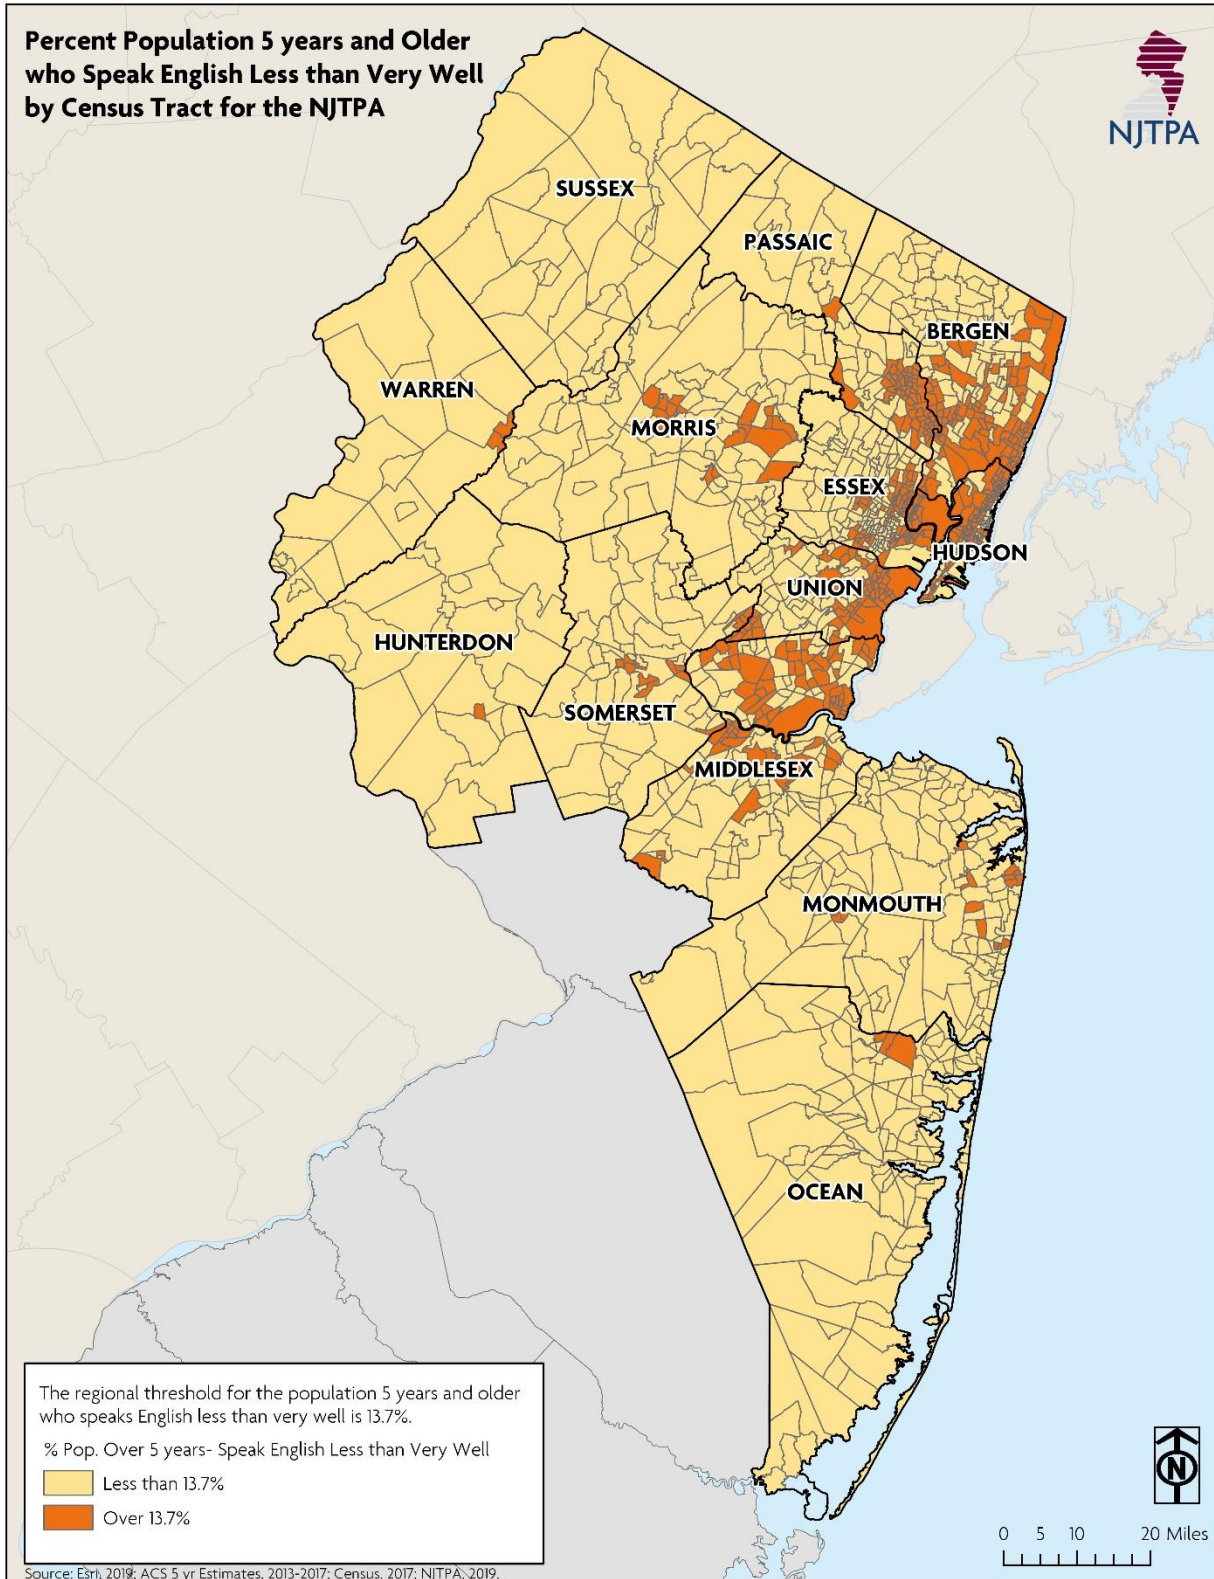 Percent Population 5 years and Older
who Speak English Less than Very Well
by Census Tract for the NJTPA
NJTPA
SUSSEX
PASSAIC
BERGEN
WARREN
MORRIS
ESSEX
HUDSON
UNION
HUNTERDON
SOMERSET
MIDDLESEX
MONMOUTH
OCEAN
The regional threshold for the population 5 years and older
who speaks English less than very well is 13.7%.
% Pop. Over 5 years- Speak English Less than Very Well
Less than 13.7%
Over 13.7%
N
0 5 10 20 Miles
Source: Esri, 2019; ACS 5 yr Estimates, 2013-2017; Census, 2017; NJTPA, 2019.